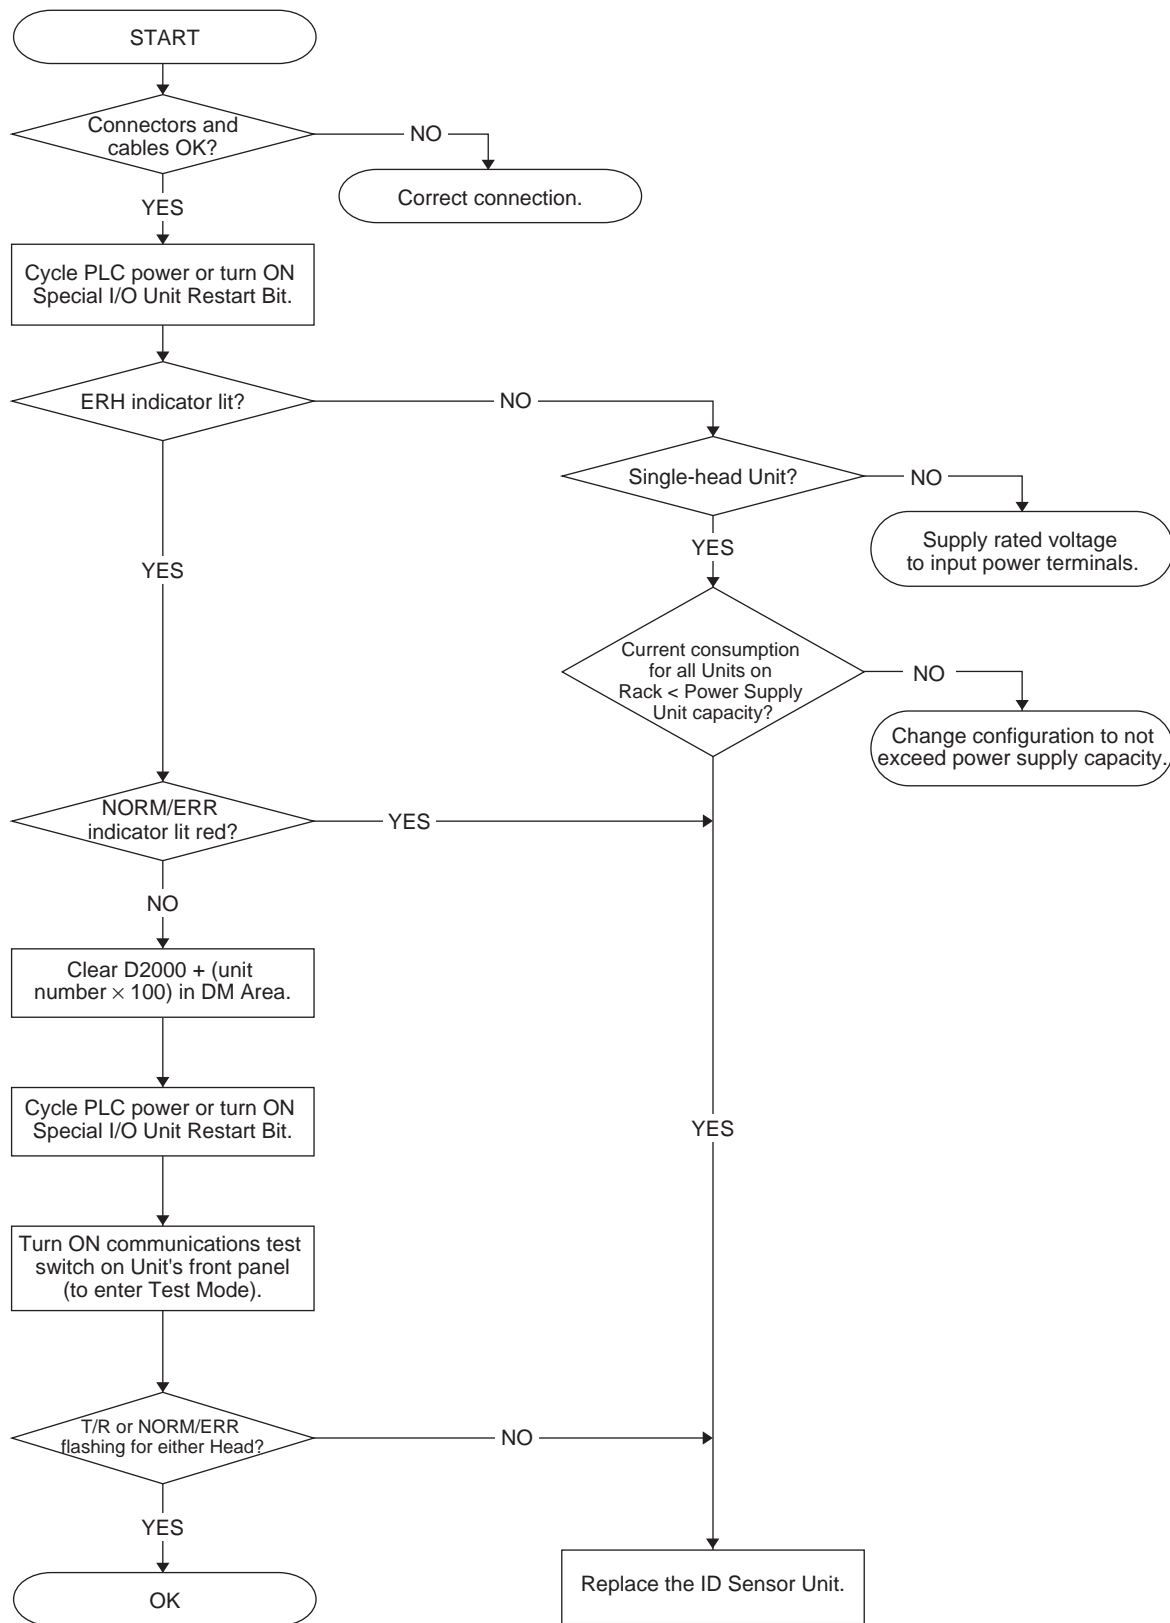 START
Connectors and
cables OK?
NO
Correct connection.
YES
Cycle PLC power or turn ON
Special I/O Unit Restart Bit.
ERH indicator lit?
NO
Single-head Unit?
NO
Supply rated voltage
to input power terminals.
YES
YES
Current consumption
for all Units on
Rack < Power Supply
Unit capacity?
NO
Change configuration to not
exceed power supply capacity.
NORM/ERR
indicator lit red?
YES
NO
Clear D2000 + (unit
number × 100) in DM Area.
Cycle PLC power or turn ON
Special I/O Unit Restart Bit.
YES
Turn ON communications test
switch on Unit's front panel
(to enter Test Mode).
T/R or NORM/ERR
flashing for either Head?
NO
YES
OK
Replace the ID Sensor Unit.